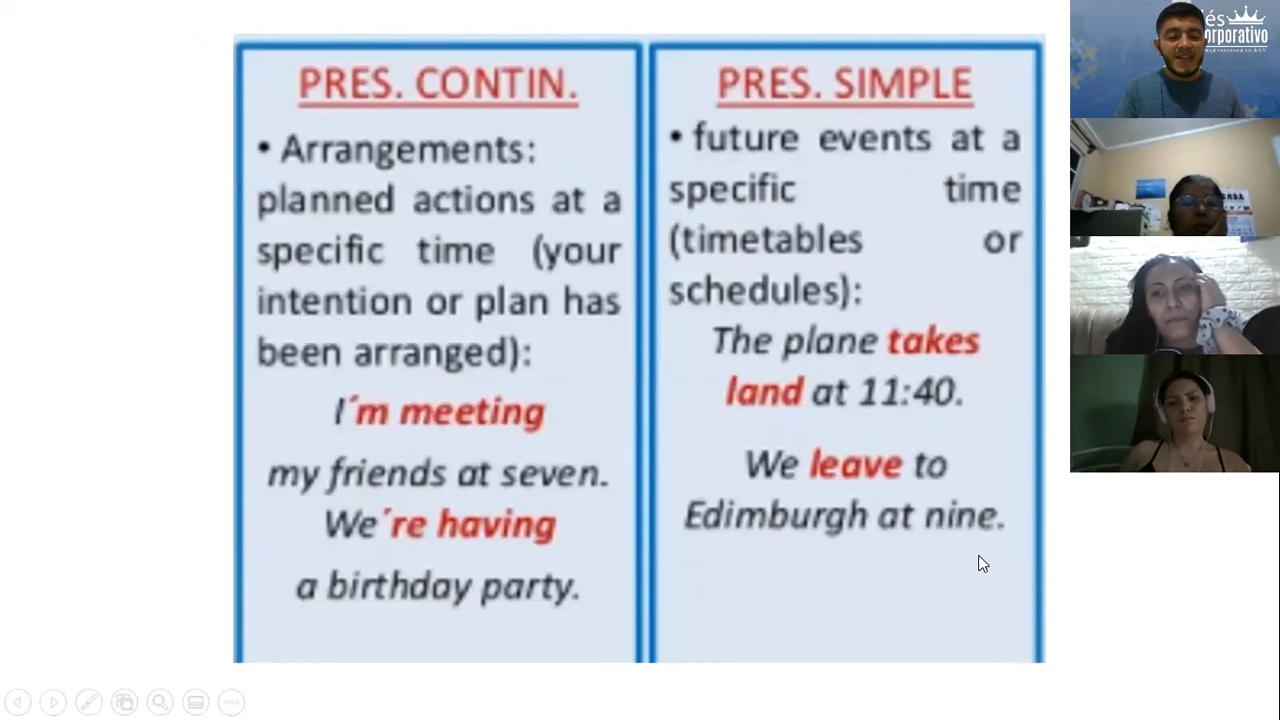 PRES. CONTIN.
• Arrangements:
planned actions at a
specific time (your
intention or plan has
been arranged):
I´m meeting
my friends at seven.
We´re having
a birthday party.
PRES. SIMPLE
• future events at a
specific time
(timetables or
schedules):
The plane takes
land at 11:40.
We leave to
Edimburgh at nine.
és
orporativo